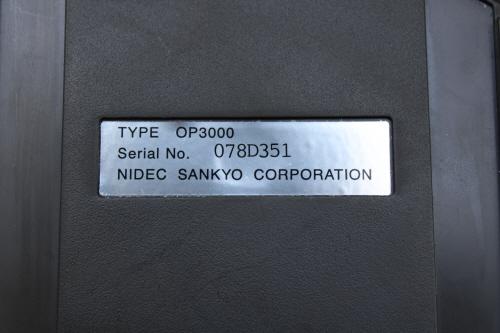 TYPE OP3000
Serial No. 078D351
NIDEC SANKYO CORPORATION